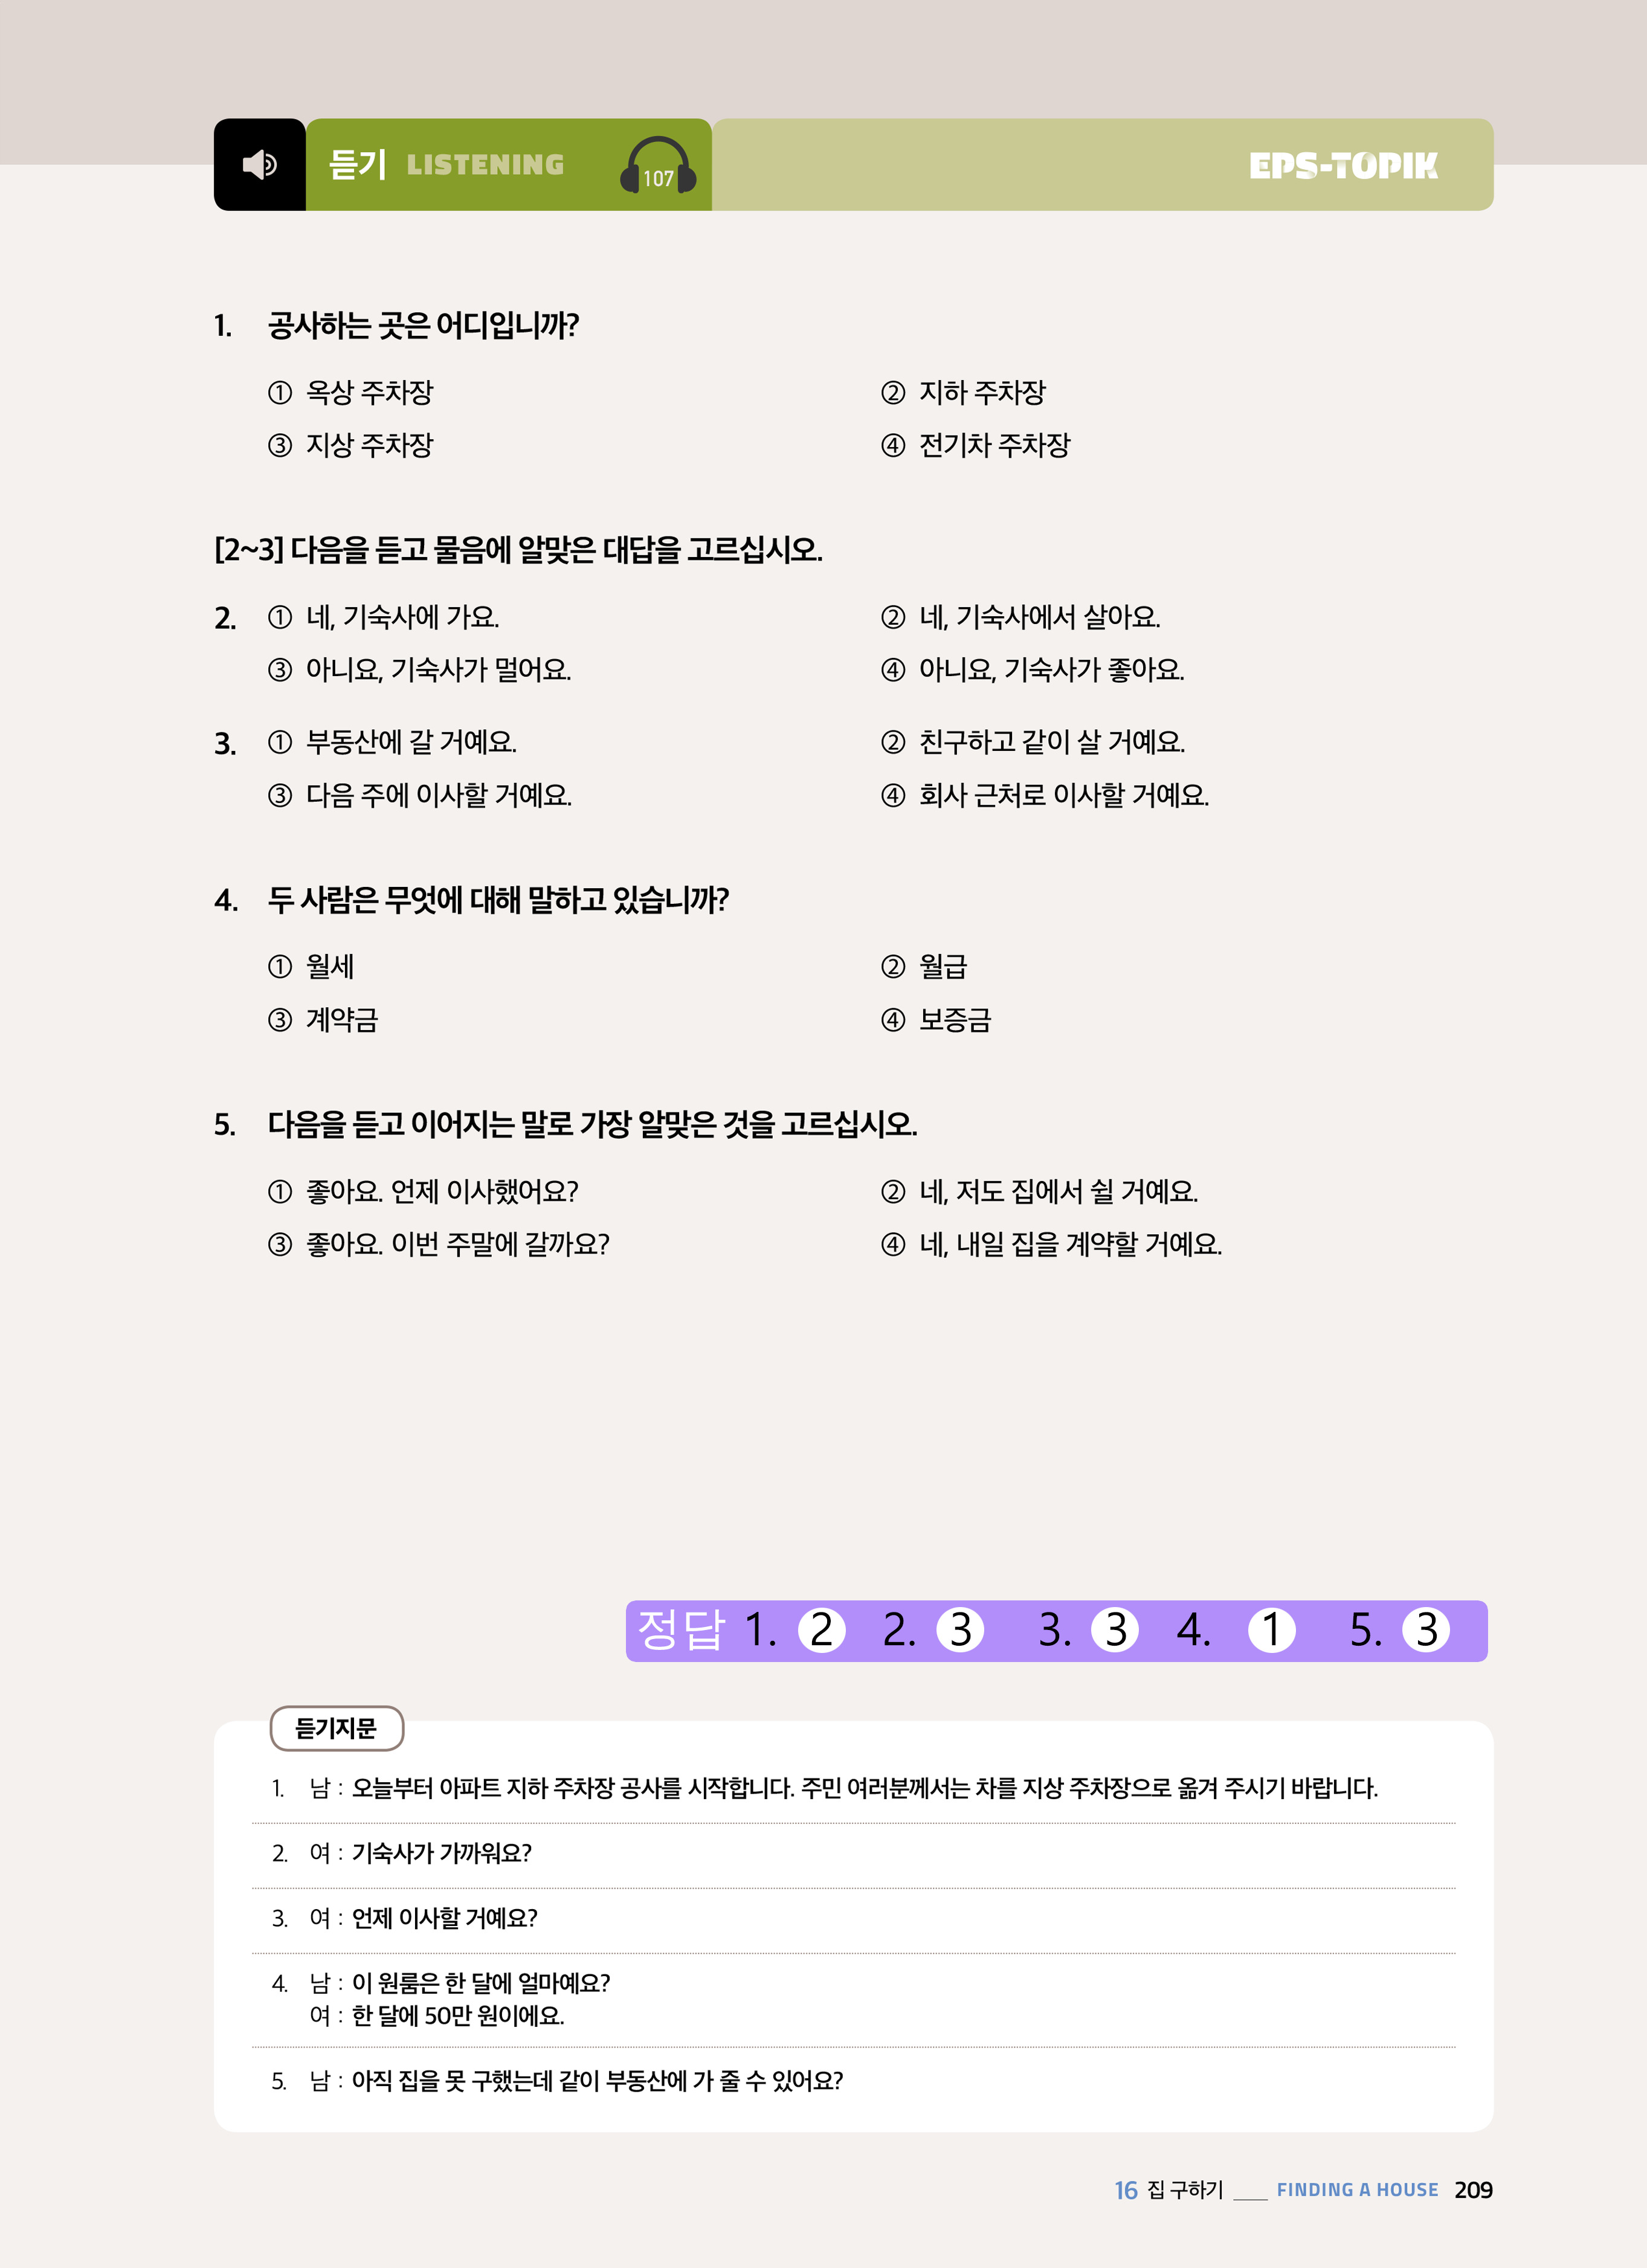 듣기 LISTENING 107 EPS-TOPIK
1. 공사하는 곳은 어디입니까?
① 옥상 주차장 ② 지하 주차장
③ 지상 주차장 ④ 전기차 주차장
[2~3] 다음을 듣고 물음에 알맞은 대답을 고르십시오.
2. ① 네, 기숙사에 가요. ② 네, 기숙사에서 살아요.
③ 아니요, 기숙사가 멀어요. ④ 아니요, 기숙사가 좋아요.
3. ① 부동산에 갈 거예요. ② 친구하고 같이 살 거예요.
③ 다음 주에 이사할 거예요. ④ 회사 근처로 이사할 거예요.
4. 두 사람은 무엇에 대해 말하고 있습니까?
① 월세 ② 월급
③ 계약금 ④ 보증금
5. 다음을 듣고 이어지는 말로 가장 알맞은 것을 고르십시오.
① 좋아요. 언제 이사했어요? ② 네, 저도 집에서 쉴 거예요.
③ 좋아요. 이번 주말에 갈까요? ④ 네, 내일 집을 계약할 거예요.
정답 1. 2 2. 3 3. 3 4. 1 5. 3
듣기지문
1. 남 : 오늘부터 아파트 지하 주차장 공사를 시작합니다. 주민 여러분께서는 차를 지상 주차장으로 옮겨 주시기 바랍니다.
2. 여 : 기숙사가 가까워요?
3. 여 : 언제 이사할 거예요?
4. 남 : 이 원룸은 한 달에 얼마예요?
여 : 한 달에 50만 원이에요.
5. 남 : 아직 집을 못 구했는데 같이 부동산에 가 줄 수 있어요?
16 집 구하기 ___ FINDING A HOUSE 209